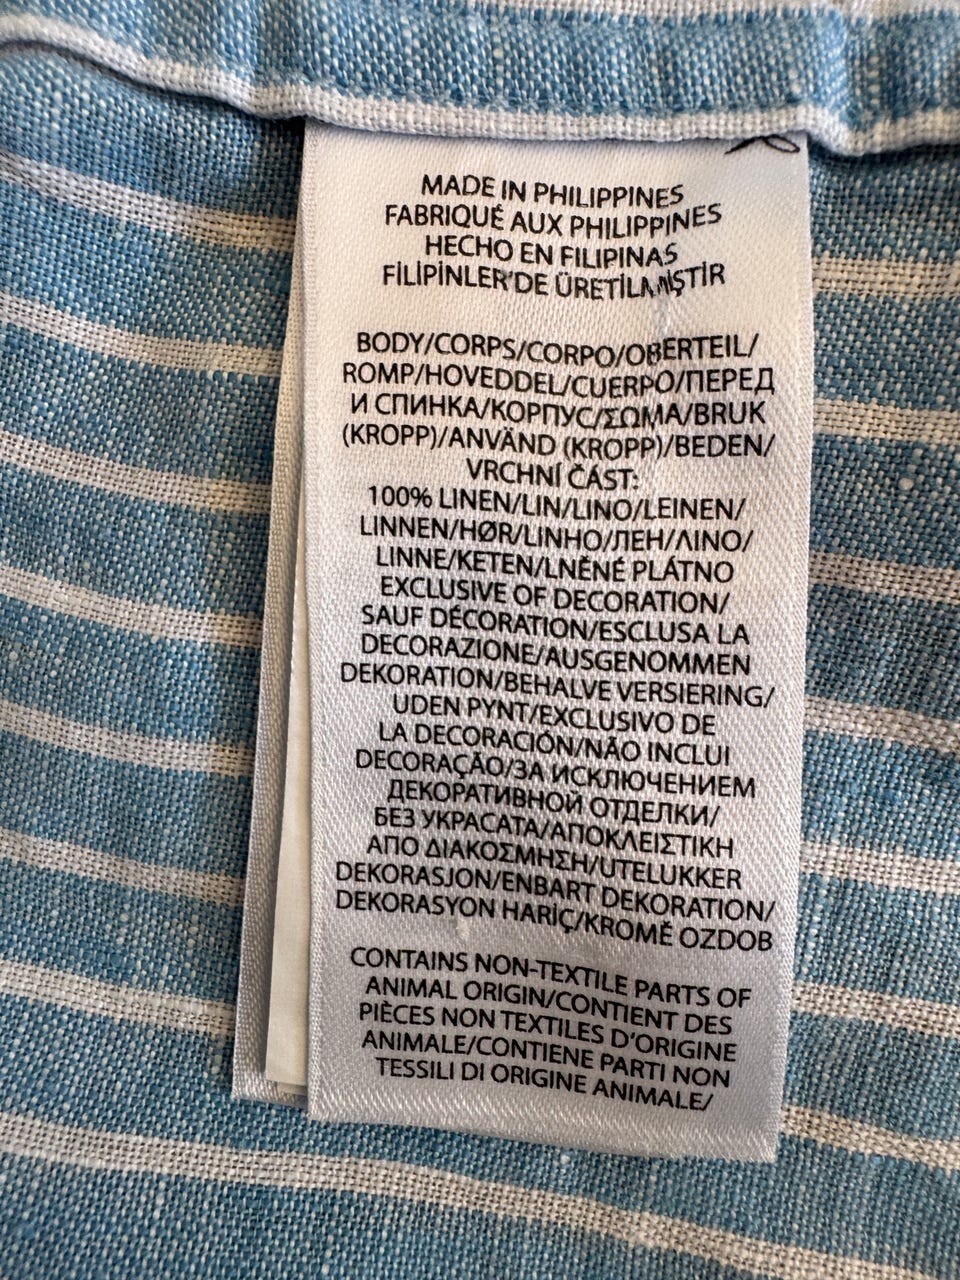 MADE IN PHILIPPINES
FABRIQUÉ AUX PHILIPPINES
HECHO EN FILIPINAS
FİLİPİNLER'DE ÜRETİLMİŞTİR
BODY/CORPS/CORPO/OBERTEIL/
ROMP/HOVEDDEL/CUERPO/ПЕРЕД
И СПИНКА/КОРПУС/ΣΩΜΑ/BRUK
(KROPP)/ANVÄND (KROPP)/BEDEN/
VRCHNÍ ČÁST:
100% LINEN/LIN/LINO/LEINEN/
LINNEN/HØR/LINHO/ЛЕН/ΛΙΝΟ/
LINNE/KETEN/LNĚNÉ PLÁTNO
EXCLUSIVE OF DECORATION/
SAUF DÉCORATION/ESCLUSA LA
DECORAZIONE/AUSGENOMMEN
DEKORATION/BEHALVE VERSIERING/
UDEN PYNT/EXCLUSIVO DE
LA DECORACIÓN/NÃO INCLUI
DECORAÇÃO/ЗА ИСКЛЮЧЕНИЕМ
ДЕКОРАТИВНОЙ ОТДЕЛКИ/
БЕЗ УКРАСАТА/ΑΠΟΚΛΕΙΣΤΙΚΗ
ΑΠΟ ΔΙΑΚΟΣΜΗΣΗ/UTELUKKER
DEKORASJON/ENBART DEKORATION/
DEKORASYON HARİÇ/KROMĚ OZDOB
CONTAINS NON-TEXTILE PARTS OF
ANIMAL ORIGIN/CONTIENT DES
PIÈCES NON TEXTILES D'ORIGINE
ANIMALE/CONTIENE PARTI NON
TESSILI DI ORIGINE ANIMALE/